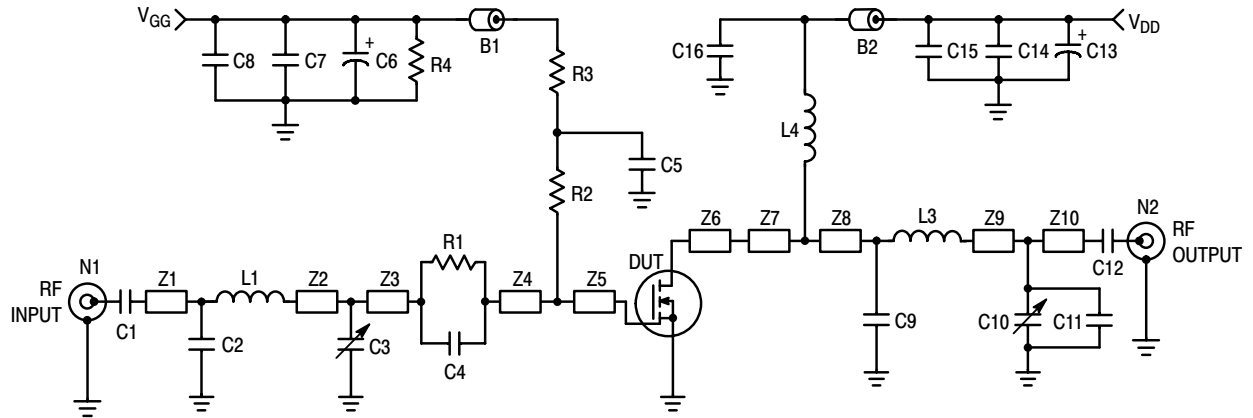 V_GG
B1
C8
C7
+
C6
R4
R3
C5
R2
C16
B2
C15
C14
+
C13
V_DD
L4
N1
RF
INPUT
C1
Z1
L1
Z2
Z3
R1
Z4
Z5
C2
C3
C4
DUT
Z6
Z7
Z8
L3
Z9
Z10
C12
N2
RF
OUTPUT
C9
C10
C11